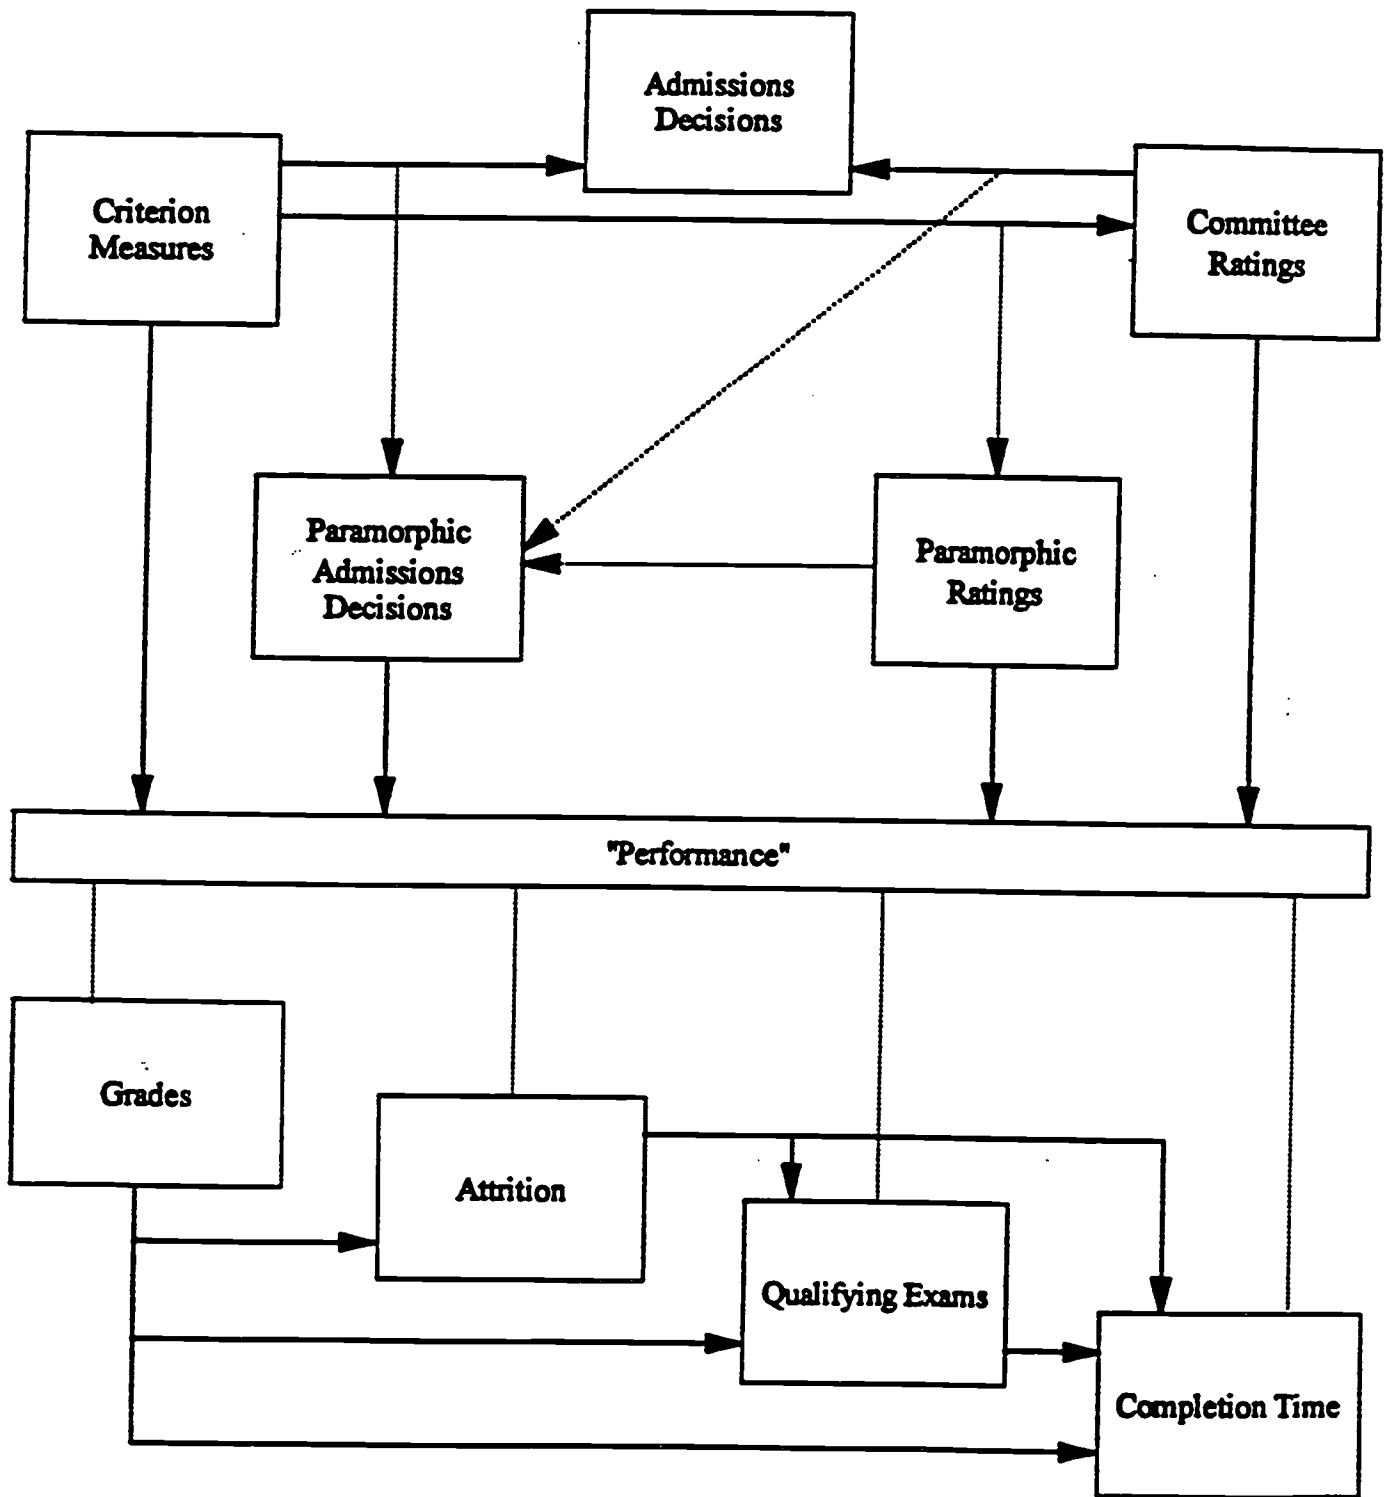 Admissions
Decisions
Criterion
Measures
Committee
Ratings
Paramorphic
Admissions
Decisions
Paramorphic
Ratings
"Performance"
Grades
Attrition
Qualifying Exams
Completion Time